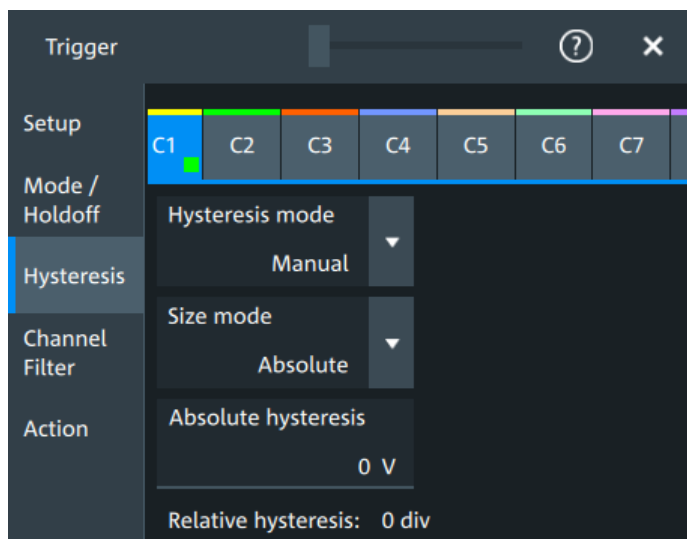 Trigger ?
Setup
Mode /
Holdoff
Hysteresis
Channel
Filter
Action
C1 C2 C3 C4 C5 C6 C7
Hysteresis mode
Manual
Size mode
Absolute
Absolute hysteresis
0 V
Relative hysteresis: 0 div